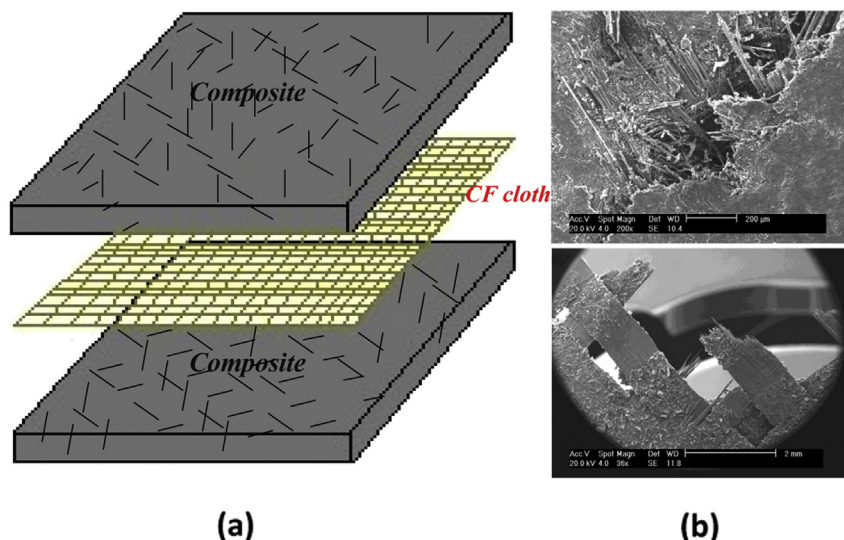 Composite
CF cloth
Composite
(a)
Acc.V Spot Magn Det WD 200 µm
20.0 kV 4.0 200x SE 10.4
Acc.V Spot Magn Det WD 2 mm
20.0 kV 4.0 36x SE 11.8
(b)